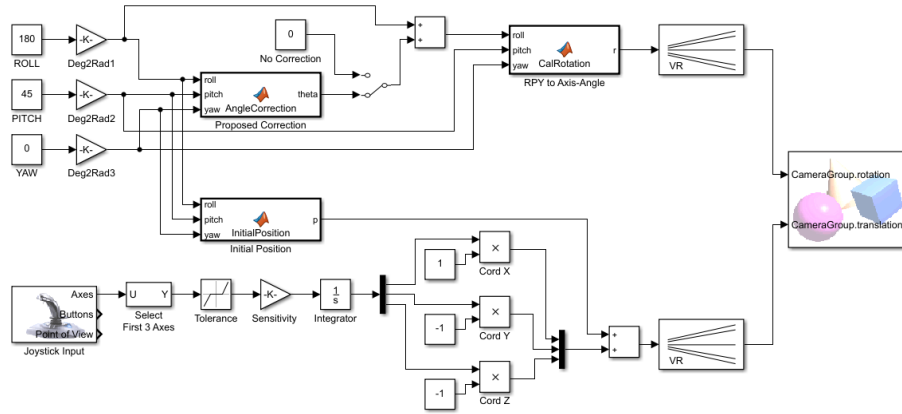 180
ROLL
-K-
Deg2Rad1
45
PITCH
-K-
Deg2Rad2
0
YAW
-K-
Deg2Rad3
0
No Correction
roll
pitch
yaw
AngleCorrection
theta
Proposed Correction
+
+
roll
pitch
yaw
CalRotation
r
RPY to Axis-Angle
VR
CameraGroup.rotation
CameraGroup.translation
roll
pitch
yaw
InitialPosition
p
Initial Position
Axes
Buttons
Point of View
Joystick Input
U Y
Select
First 3 Axes
Tolerance
-K-
Sensitivity
1
s
Integrator
1
×
Cord X
-1
×
Cord Y
-1
×
Cord Z
+
+
VR